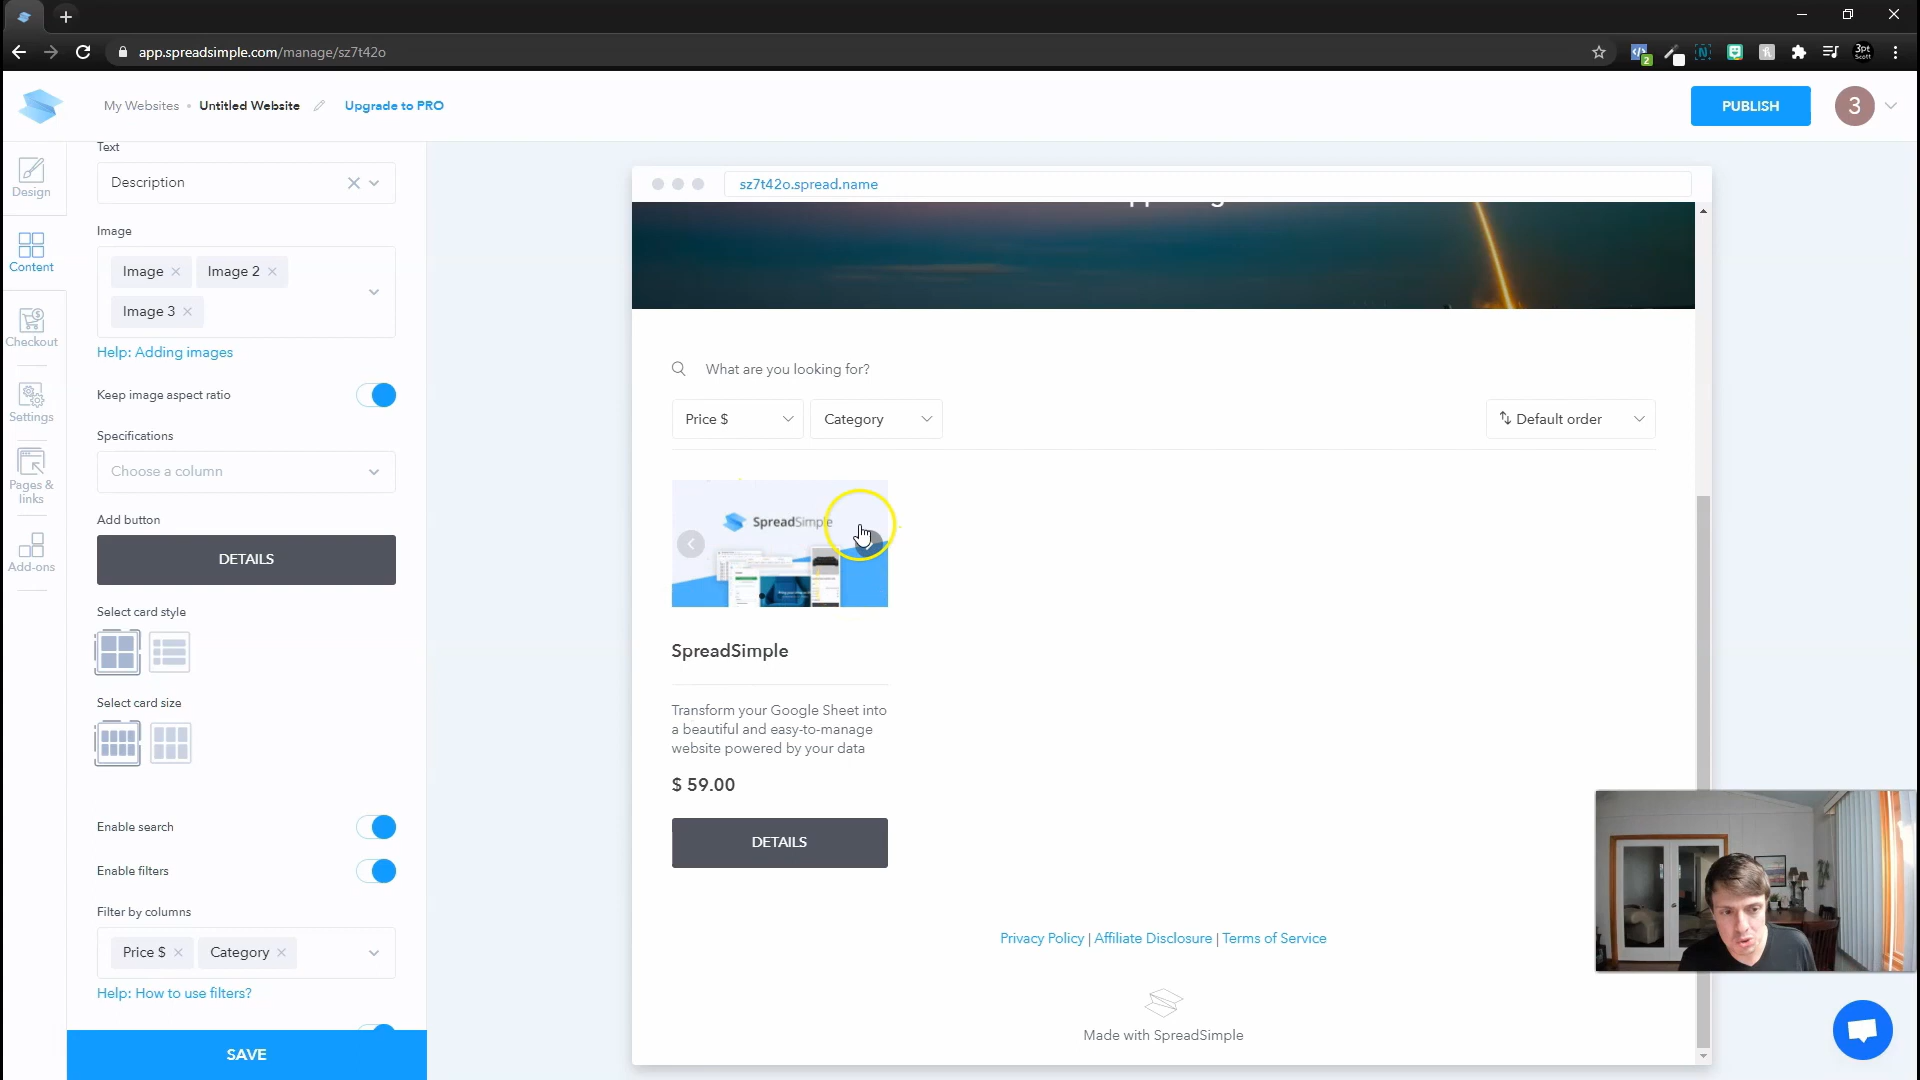 app.spreadsimple.com/manage/sz7t42o
2
3pt
Scott
My Websites • Untitled Website
Upgrade to PRO
PUBLISH
3
Design
Content
Checkout
Settings
Pages &
links
Add-ons
Text
Description
Image
Image
Image 2
Image 3
Help: Adding images
Keep image aspect ratio
Specifications
Choose a column
Add button
DETAILS
Select card style
Select card size
Enable search
Enable filters
Filter by columns
Price $
Category
Help: How to use filters?
SAVE
sz7t42o.spread.name
What are you looking for?
Price $
Category
Default order
SpreadSimple
SpreadSimple
Transform your Google Sheet into
a beautiful and easy-to-manage
website powered by your data
$ 59.00
DETAILS
Privacy Policy | Affiliate Disclosure | Terms of Service
Made with SpreadSimple